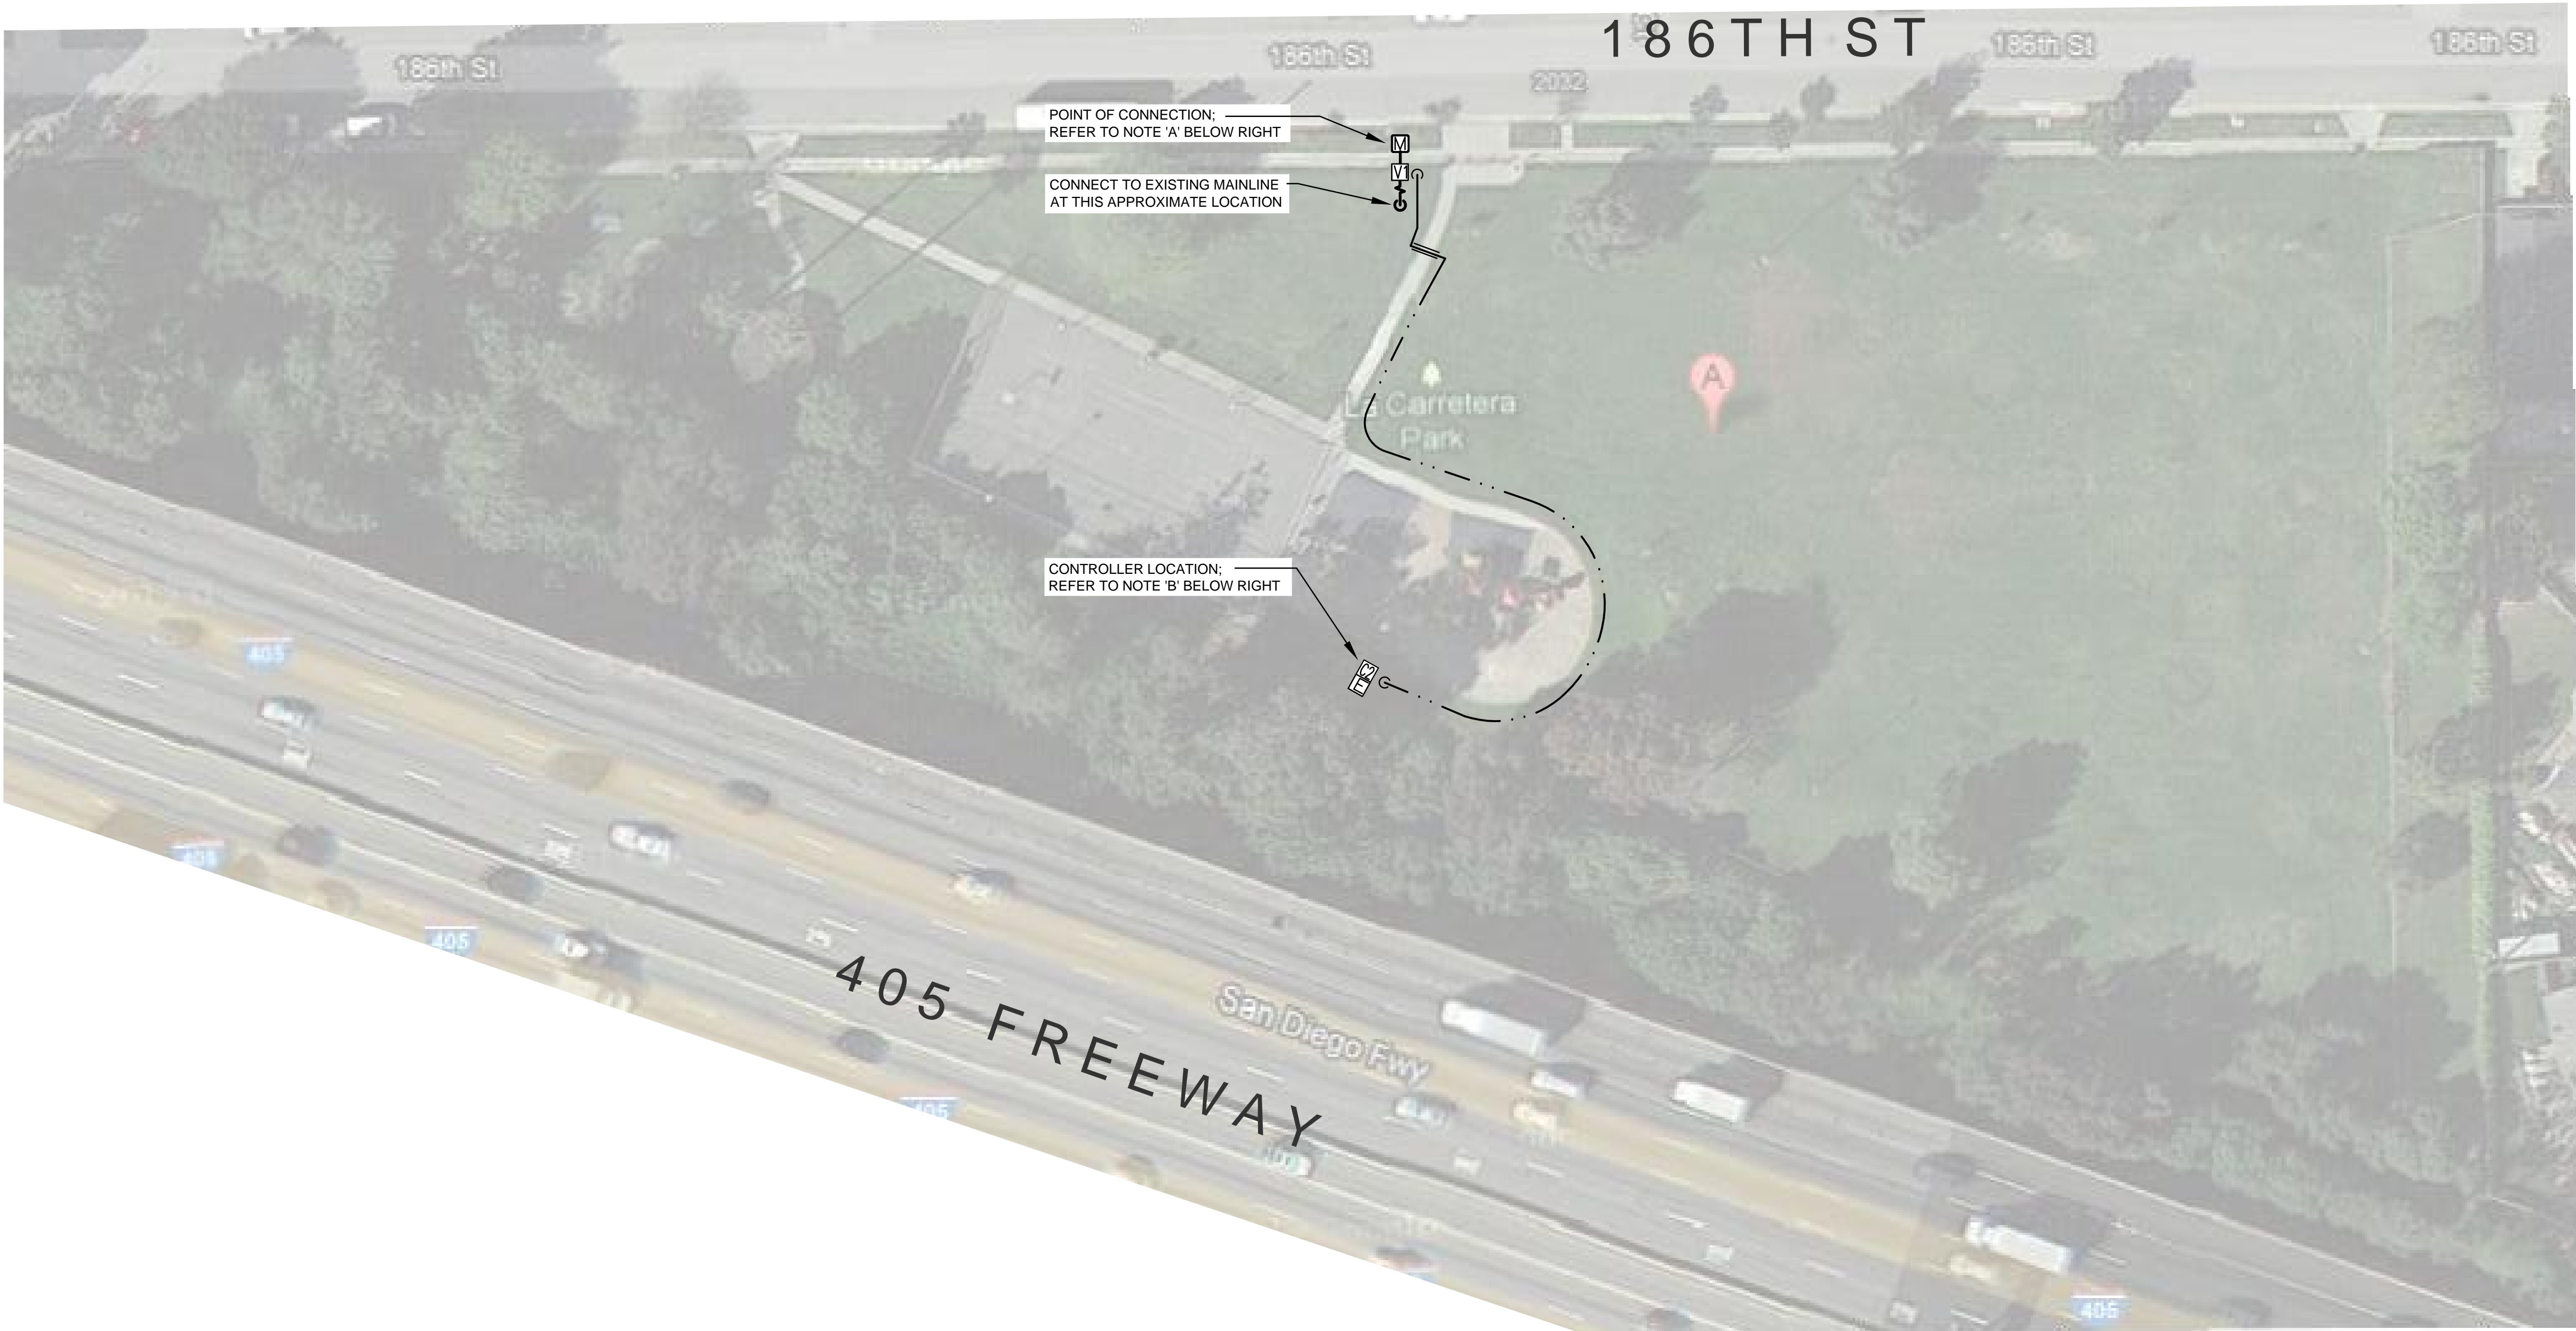 186TH ST
186th St
186th St
186th St
186th St
2032
POINT OF CONNECTION;
REFER TO NOTE 'A' BELOW RIGHT
M
V1
CONNECT TO EXISTING MAINLINE
AT THIS APPROXIMATE LOCATION
A
La Carretera
Park
CONTROLLER LOCATION;
REFER TO NOTE 'B' BELOW RIGHT
405
405
405
405 FREEWAY
San Diego Fwy
405
405